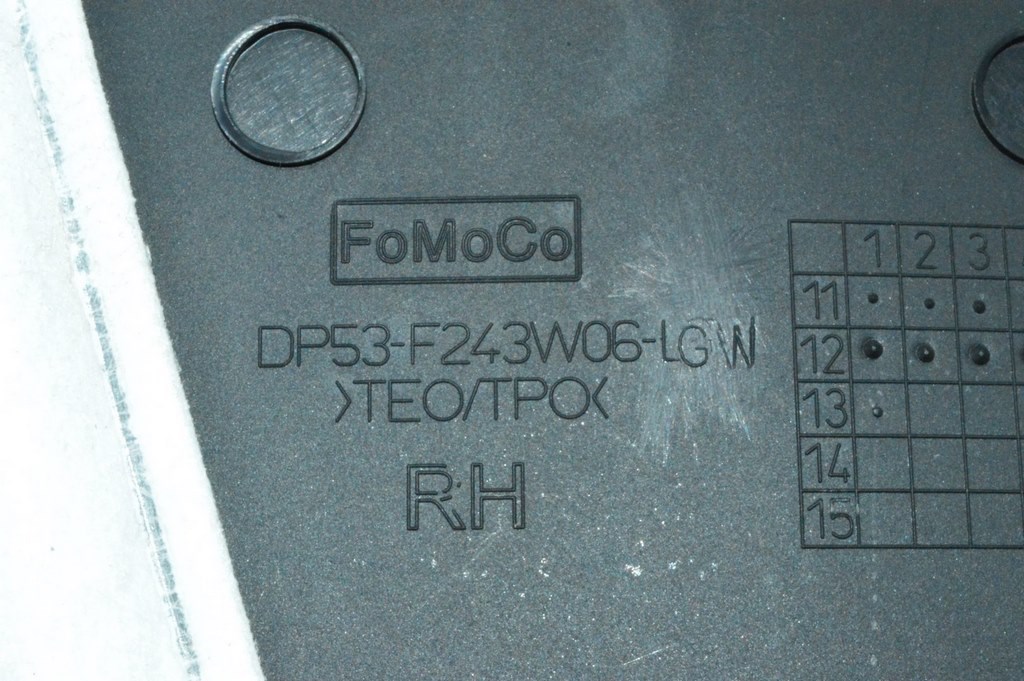 FoMoCo
DP53-F243W06-LGW
>TEO/TPO<
RH
1 2 3
11
12
13
14
15